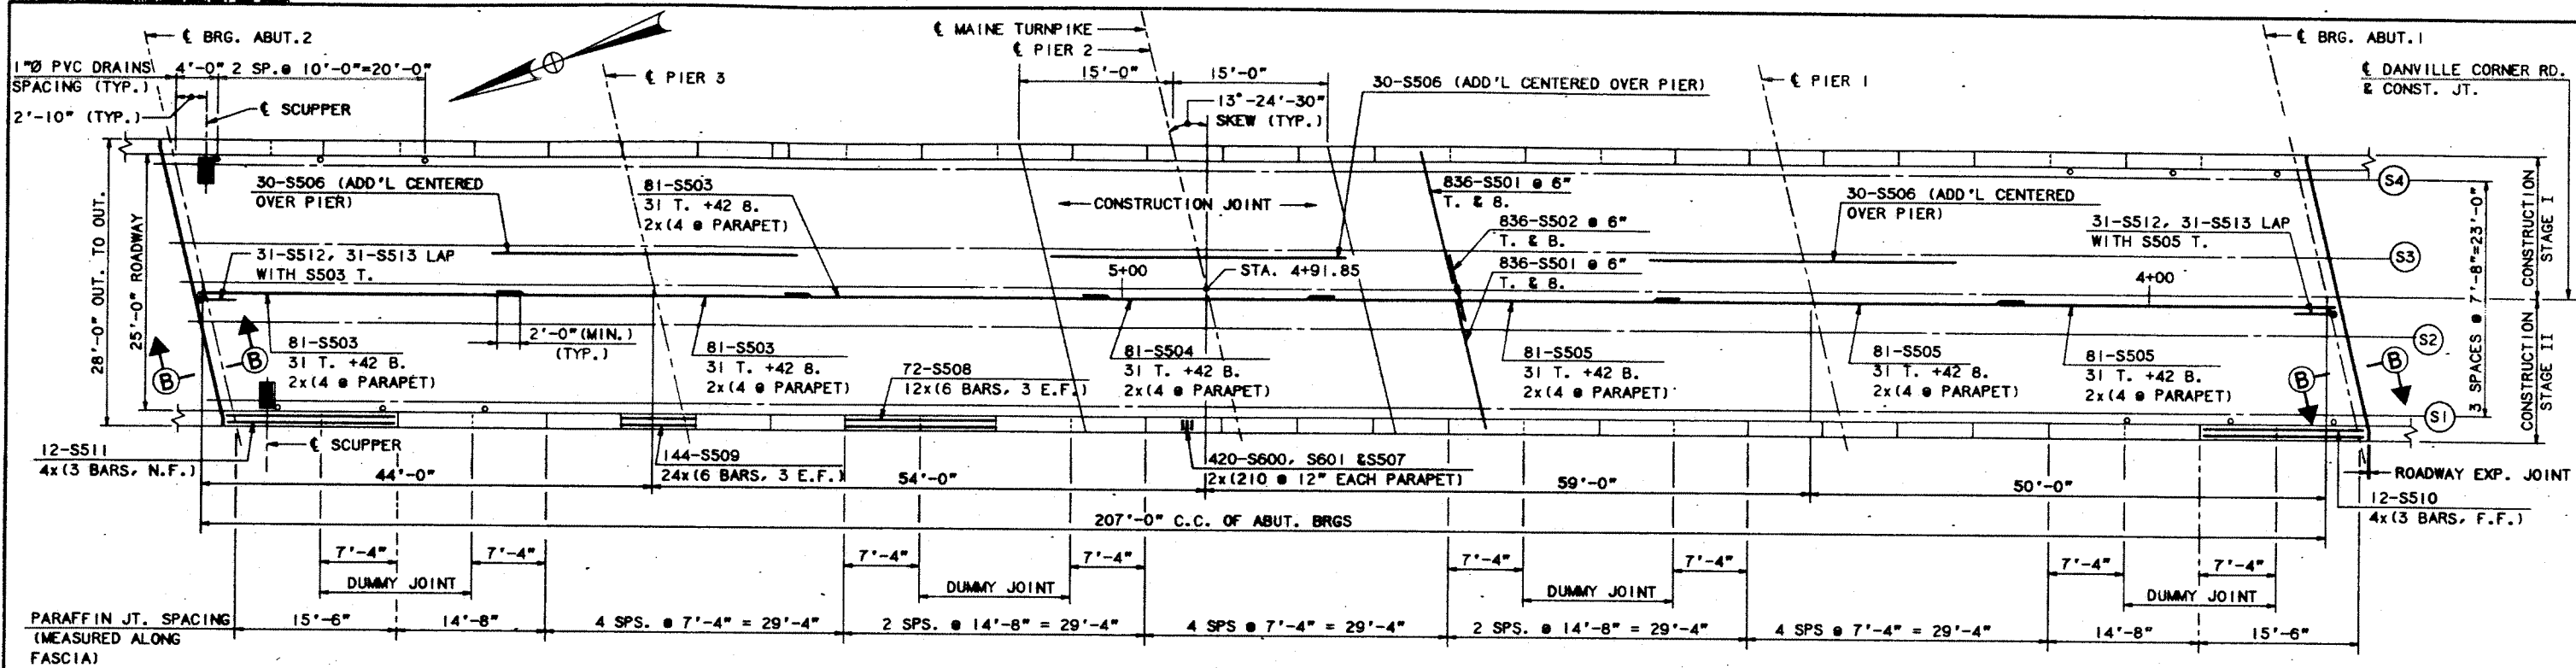 ℄ BRG. ABUT.2
℄ MAINE TURNPIKE
℄ PIER 2
℄ BRG. ABUT.1
1"Ø PVC DRAINS
SPACING (TYP.)
4'-0"
2 SP.@ 10'-0"=20'-0"
℄ PIER 3
15'-0"
15'-0"
30-S506 (ADD'L CENTERED OVER PIER)
℄ PIER 1
℄ DANVILLE CORNER RD.
& CONST. JT.
2'-10" (TYP.)
℄ SCUPPER
13°-24'-30"
SKEW (TYP.)
28'-0" OUT. TO OUT.
25'-0" ROADWAY
30-S506 (ADD'L CENTERED
OVER PIER)
81-S503
31 T. +42 B.
2x(4 @ PARAPET)
CONSTRUCTION JOINT
836-S501 @ 6"
T. & B.
836-S502 @ 6"
T. & B.
836-S501 @ 6"
T. & B.
30-S506 (ADD'L CENTERED
OVER PIER)
31-S512, 31-S513 LAP
WITH S505 T.
S4
S3
S2
S1
3 SPACES @ 7'-8"=23'-0"
CONSTRUCTION
STAGE I
CONSTRUCTION
STAGE II
31-S512, 31-S513 LAP
WITH S503 T.
5+00
STA. 4+91.85
4+00
B
B
81-S503
31 T. +42 B.
2x(4 @ PARAPET)
2'-0"(MIN.)
(TYP.)
81-S503
31 T. +42 B.
2x(4 @ PARAPET)
72-S508
12x(6 BARS, 3 E.F.)
81-S504
31 T. +42 B.
2x(4 @ PARAPET)
81-S505
31 T. +42 B.
2x(4 @ PARAPET)
81-S505
31 T. +42 B.
2x(4 @ PARAPET)
81-S505
31 T. +42 B.
2x(4 @ PARAPET)
B
B
12-S511
4x(3 BARS, N.F.)
℄ SCUPPER
144-S509
24x(6 BARS, 3 E.F.)
420-S600, S601 &S507
2x(210 @ 12" EACH PARAPET)
ROADWAY EXP. JOINT
12-S510
4x(3 BARS, F.F.)
44'-0"
54'-0"
59'-0"
50'-0"
207'-0" C.C. OF ABUT. BRGS
7'-4"
7'-4"
7'-4"
7'-4"
7'-4"
7'-4"
7'-4"
7'-4"
DUMMY JOINT
DUMMY JOINT
DUMMY JOINT
DUMMY JOINT
PARAFFIN JT. SPACING
(MEASURED ALONG
FASCIA)
15'-6"
14'-8"
4 SPS. @ 7'-4" = 29'-4"
2 SPS. @ 14'-8" = 29'-4"
4 SPS @ 7'-4" = 29'-4"
2 SPS. @ 14'-8" = 29'-4"
4 SPS @ 7'-4" = 29'-4"
14'-8"
15'-6"